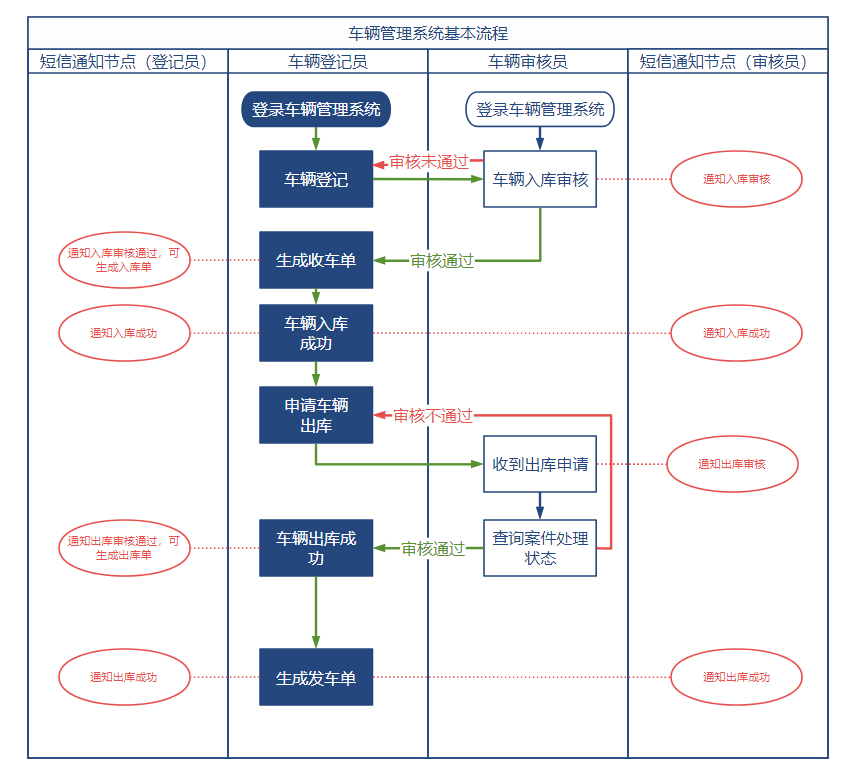 车辆管理系统基本流程
短信通知节点（登记员）
车辆登记员
车辆审核员
短信通知节点（审核员）
登录车辆管理系统
登录车辆管理系统
审核未通过
车辆登记
车辆入库审核
通知入库审核
通知入库审核通过，可
生成入库单
生成收车单
审核通过
通知入库成功
车辆入库
成功
通知入库成功
申请车辆
出库
审核不通过
收到出库申请
通知出库审核
通知出库审核通过，可
生成出库单
车辆出库成
功
审核通过
查询案件处理
状态
通知出库成功
生成发车单
通知出库成功